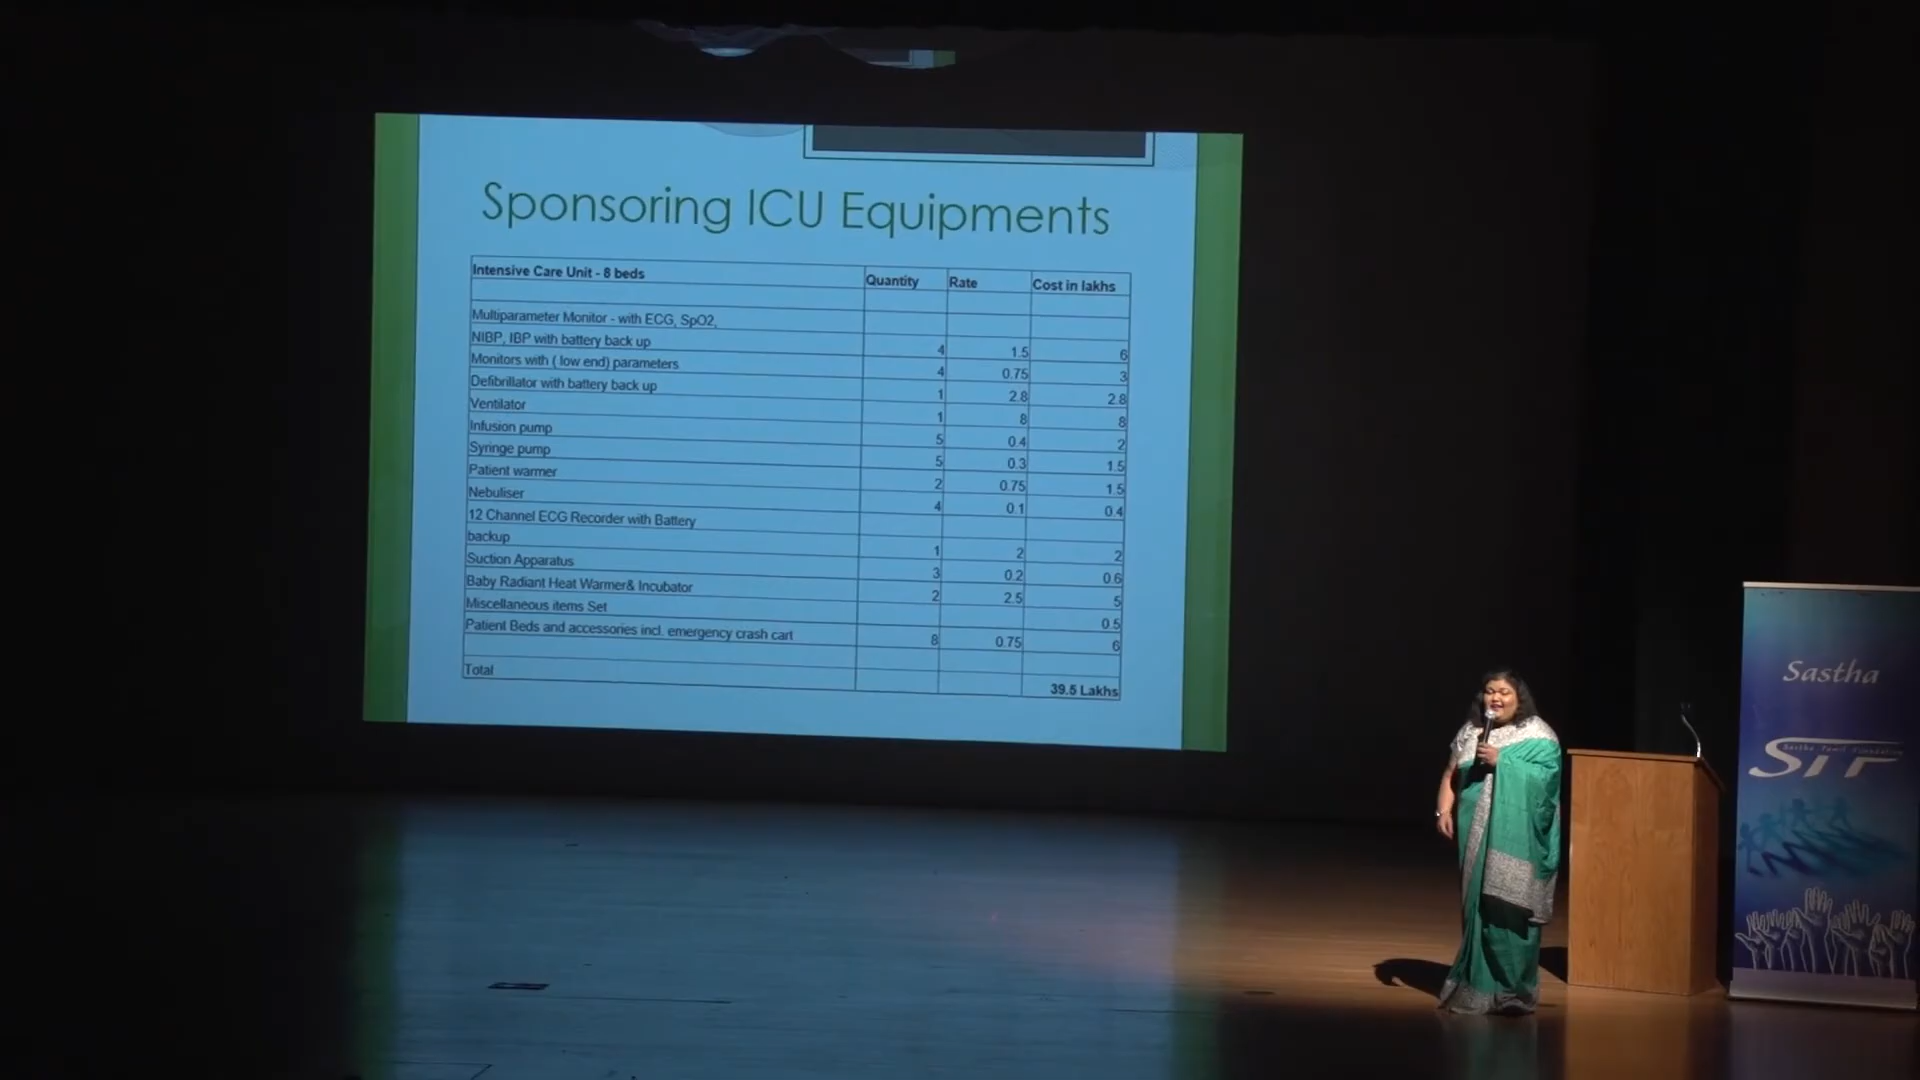 Sponsoring ICU Equipments
Intensive Care Unit - 8 beds Quantity Rate Cost in lakhs
Multiparameter Monitor - with ECG, SpO2,
NIBP, IBP with battery back up 4 1.5 6
Monitors with ( low end) parameters 4 0.75 3
Defibrillator with battery back up 1 2.8 2.8
Ventilator 1 8 8
Infusion pump 5 0.4 2
Syringe pump 5 0.3 1.5
Patient warmer 2 0.75 1.5
Nebuliser 4 0.1 0.4
12 Channel ECG Recorder with Battery
backup 1 2 2
Suction Apparatus 3 0.2 0.6
Baby Radiant Heat Warmer& Incubator 2 2.5 5
Miscellaneous items Set 0.5
Patient Beds and accessories incl. emergency crash cart 8 0.75 6
Total 39.5 Lakhs
Sastha
Sastha Tamil Foundation
STF